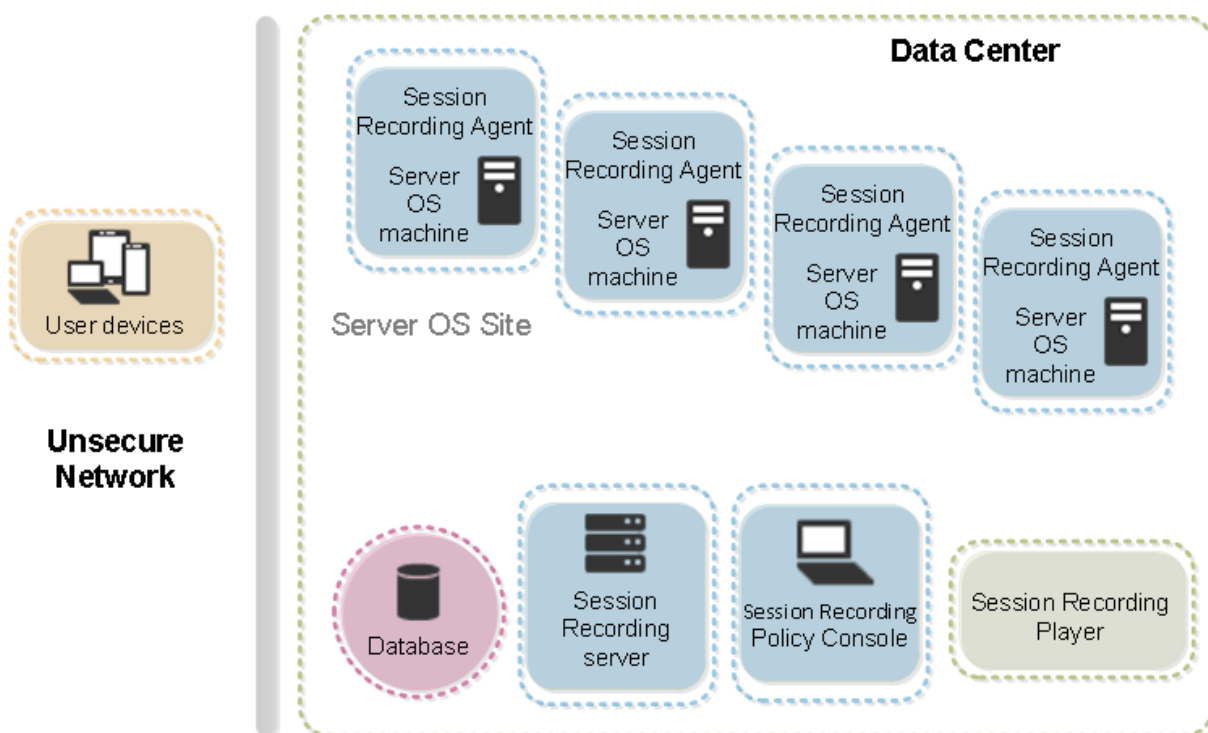 Data Center
Session
Recording Agent
Server
OS
machine
Session
Recording Agent
Server
OS
machine
Session
Recording Agent
Server
OS
machine
Session
Recording Agent
Server
OS
machine
User devices
Server OS Site
Unsecure
Network
Database
Session
Recording
server
Session Recording
Policy Console
Session Recording
Player